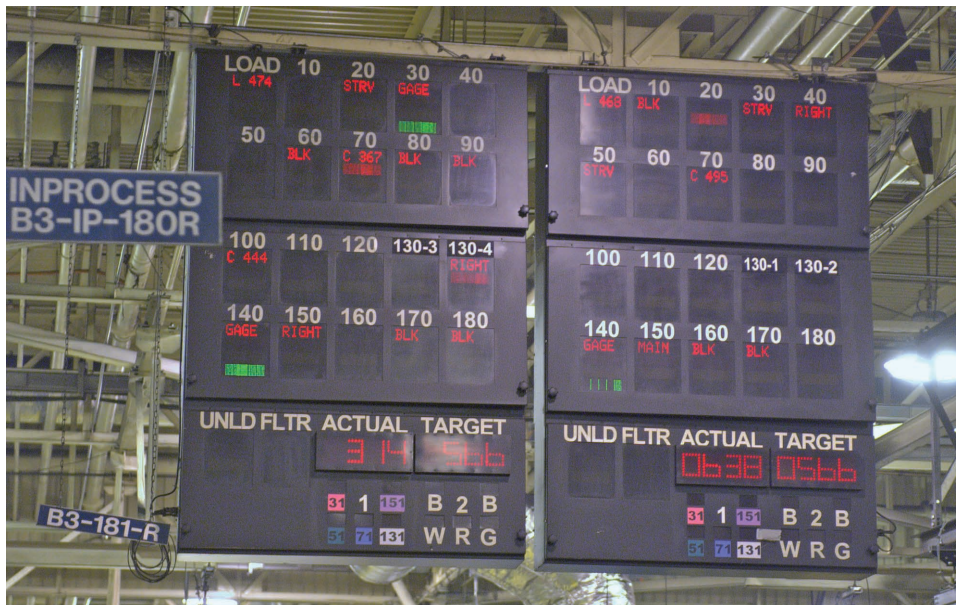 LOAD 10 20 30 40
L 474 STRV GAGE
50 60 70 80 90
BLK C 367 BLK BLK
INPROCESS
B3-IP-180R
100 110 120 130-3 130-4
C 444 RIGHT
140 150 160 170 180
GAGE RIGHT BLK BLK
UNLD FLTR ACTUAL TARGET
314 566
31 1 151 B 2 B
51 71 131 W R G
B3-181-R
LOAD 10 20 30 40
L 468 BLK STRV RIGHT
50 60 70 80 90
STRV C 495
100 110 120 130-1 130-2
140 150 160 170 180
GAGE MAIN BLK BLK
UNLD FLTR ACTUAL TARGET
0638 0566
31 1 151 B 2 B
51 71 131 W R G